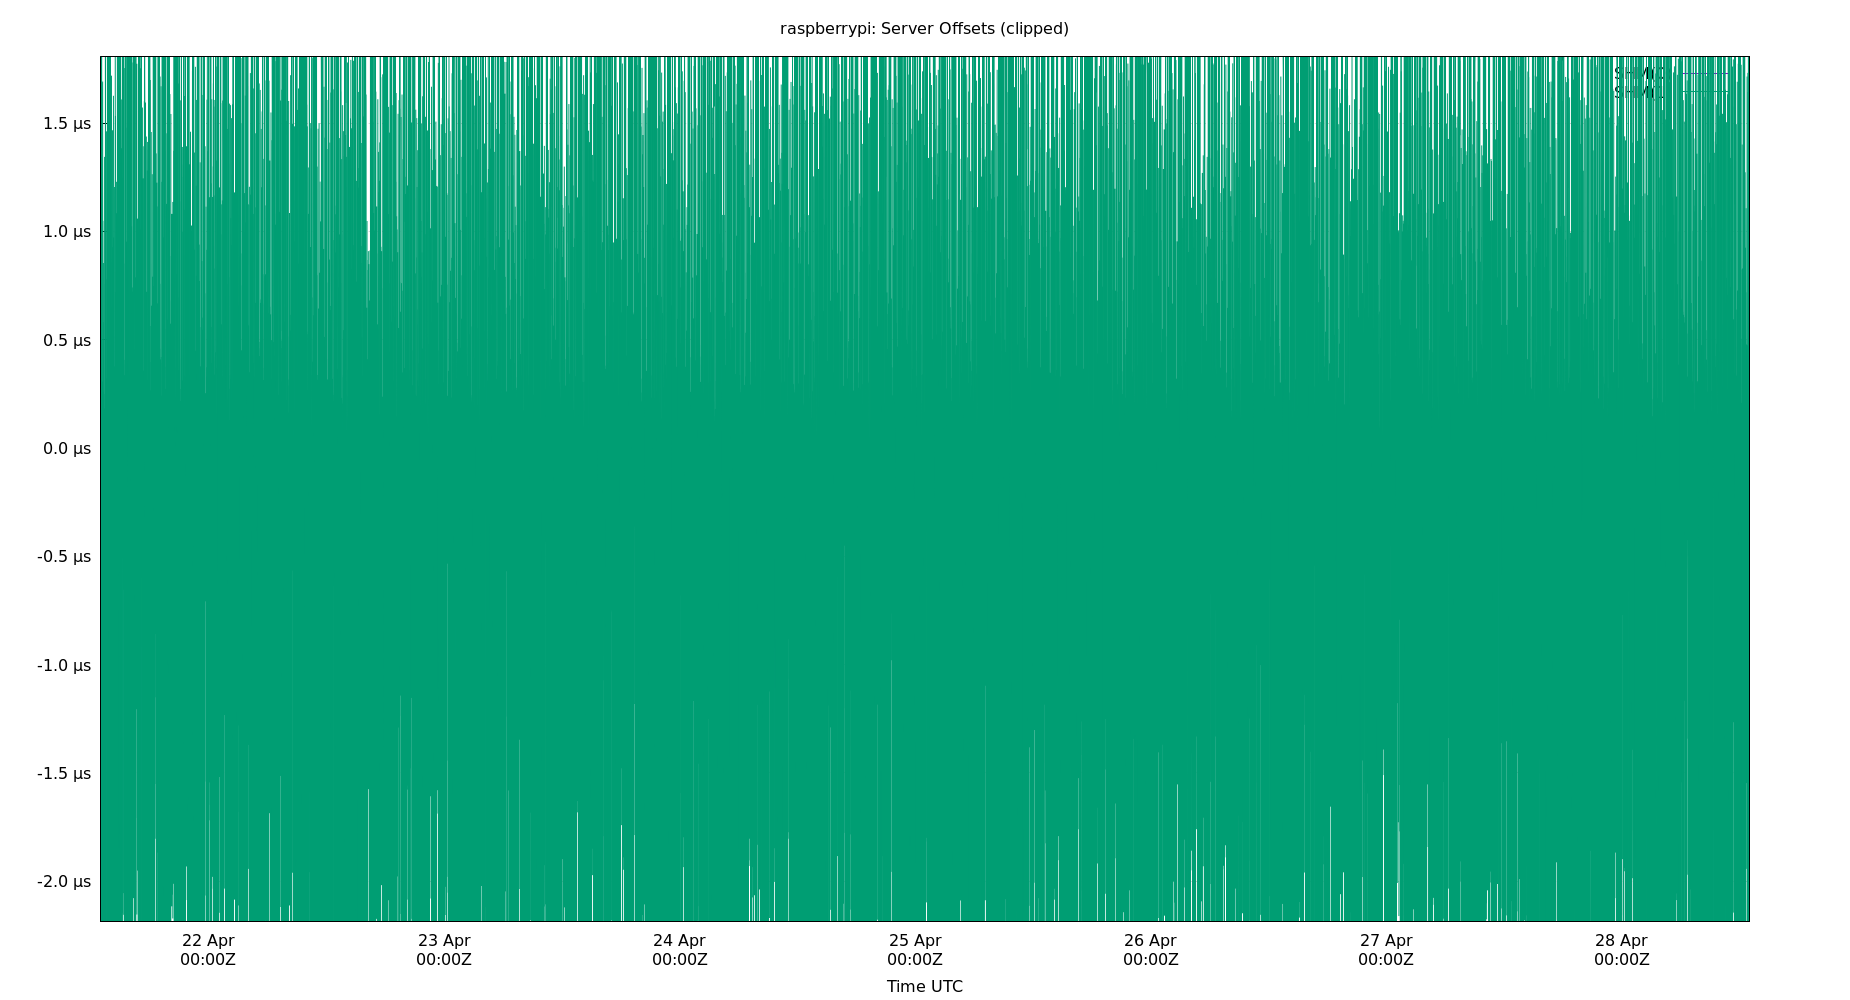 raspberrypi: Server Offsets (clipped)
1.5 µs
1.0 µs
0.5 µs
0.0 µs
-0.5 µs
-1.0 µs
-1.5 µs
-2.0 µs
22 Apr 23 Apr 24 Apr 25 Apr 26 Apr 27 Apr 28 Apr
00:00Z 00:00Z 00:00Z 00:00Z 00:00Z 00:00Z 00:00Z
Time UTC